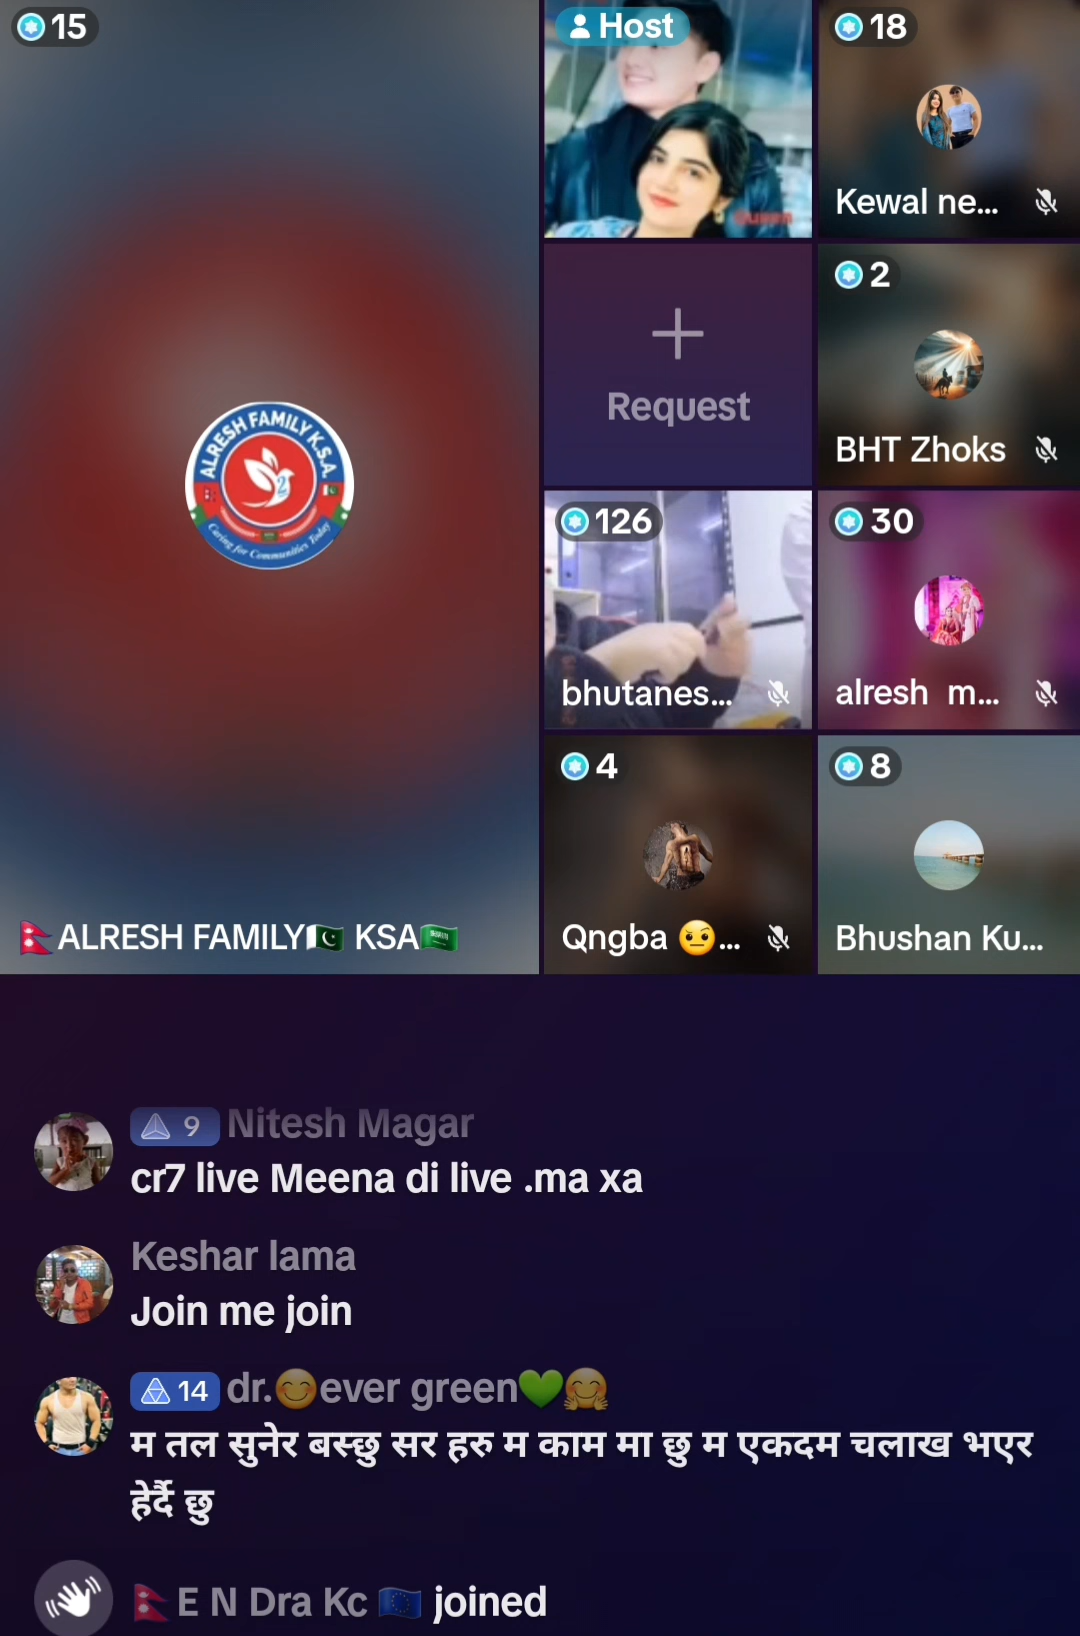 15
Host
Queen
18
Kewal ne...
2
BHT Zhoks
Request
126
bhutanes...
30
alresh m...
4
Qngba 🤨...
8
Bhushan Ku...
ALRESH FAMILY K.S.A.
2
Caring for Communities Today
🇳🇵ALRESH FAMILY🇵🇰 KSA🇸🇦
9 Nitesh Magar
cr7 live Meena di live .ma xa
Keshar lama
Join me join
14 dr.😊ever green💚🤗
म तल सुनेर बस्छु सर हरु म काम मा छु म एकदम चलाख भएर
हेर्दै छु
🇳🇵 E N Dra Kc 🇪🇺 joined